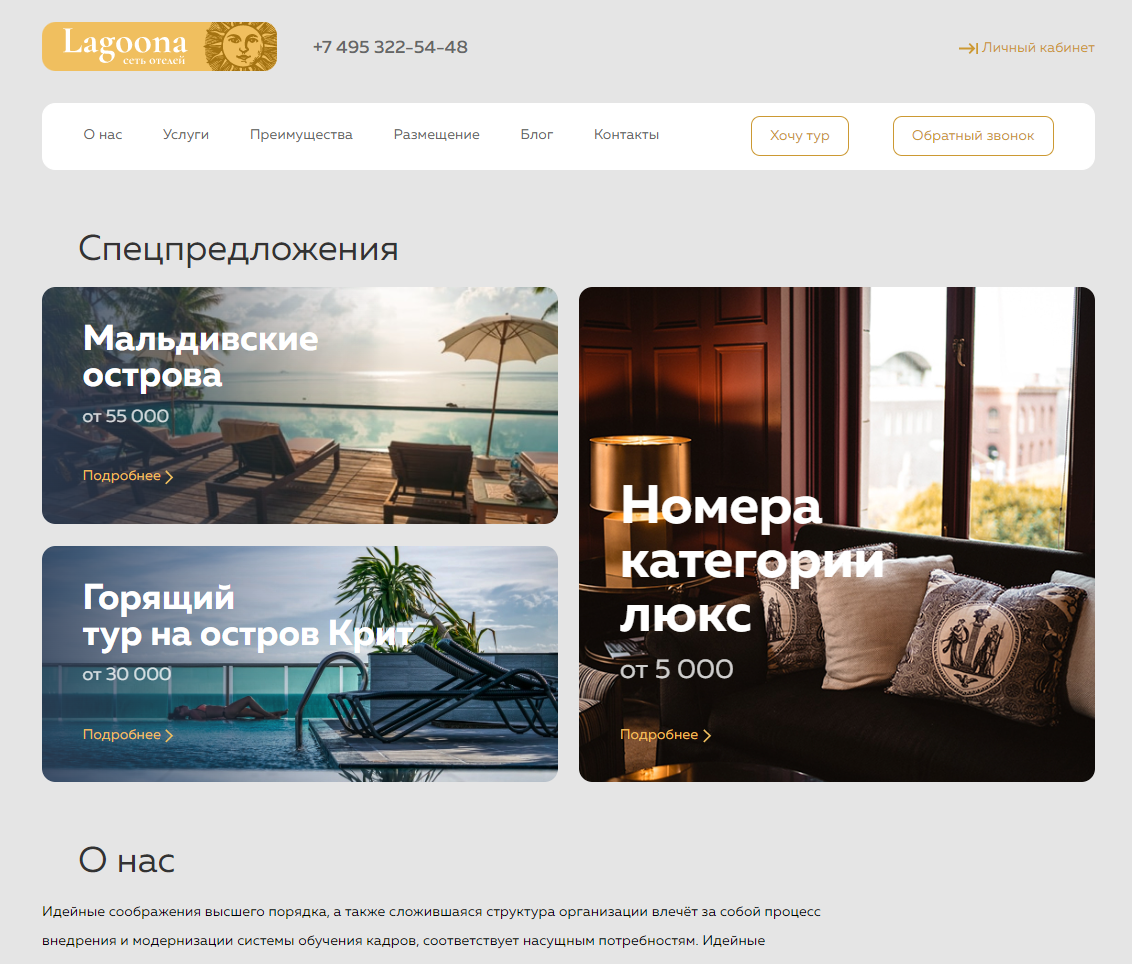 Lagoona
сеть отелей
+7 495 322-54-48
Личный кабинет
О нас
Услуги
Преимущества
Размещение
Блог
Контакты
Хочу тур
Обратный звонок
Спецпредложения
Мальдивские
острова
от 55 000
Подробнее
Горящий
тур на остров Крит
от 30 000
Подробнее
Номера
категории
люкс
от 5 000
Подробнее
О нас
Идейные соображения высшего порядка, а также сложившаяся структура организации влечёт за собой процесс
внедрения и модернизации системы обучения кадров, соответствует насущным потребностям. Идейные